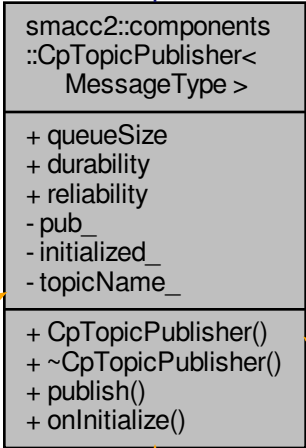 smacc2::components
::CpTopicPublisher<
MessageType >
+ queueSize
+ durability
+ reliability
- pub_
- initialized_
- topicName_
+ CpTopicPublisher()
+ ~CpTopicPublisher()
+ publish()
+ onInitialize()